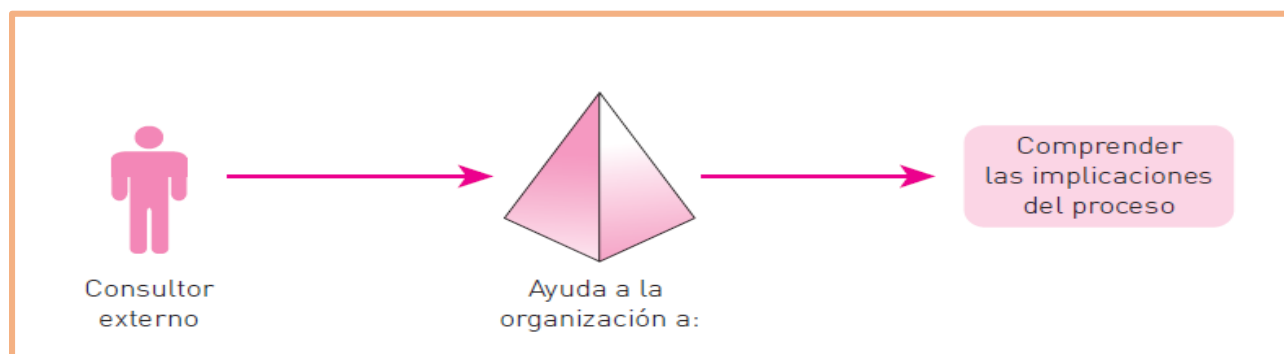 Consultor
externo
Ayuda a la
organización a:
Comprender
las implicaciones
del proceso